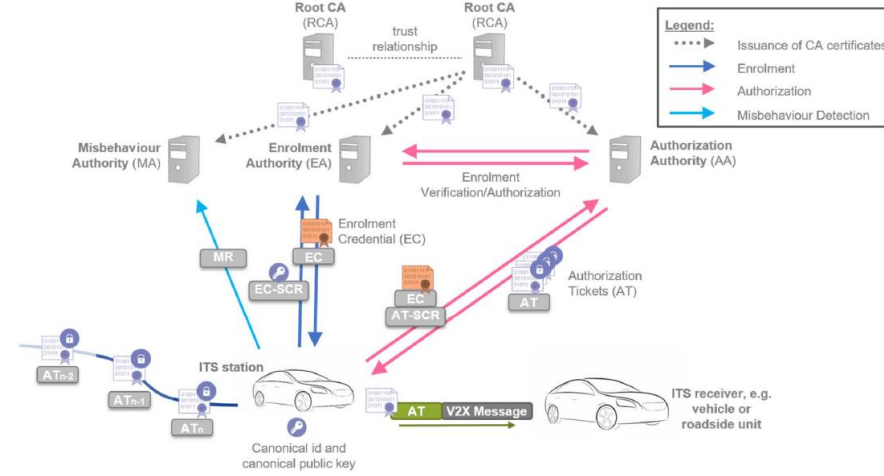 Root CA
(RCA)
Root CA
(RCA)
trust
relationship
Legend:
Issuance of CA certificates
Enrolment
Authorization
Misbehaviour Detection
Misbehaviour
Authority (MA)
Enrolment
Authority (EA)
Authorization
Authority (AA)
Enrolment
Verification/Authorization
Enrolment
Credential (EC)
MR
EC
EC-SCR
EC
AT-SCR
AT
Authorization
Tickets (AT)
ITS station
ATn-2
ATn-1
ATn
AT
V2X Message
ITS receiver, e.g.
vehicle or
roadside unit
Canonical id and
canonical public key